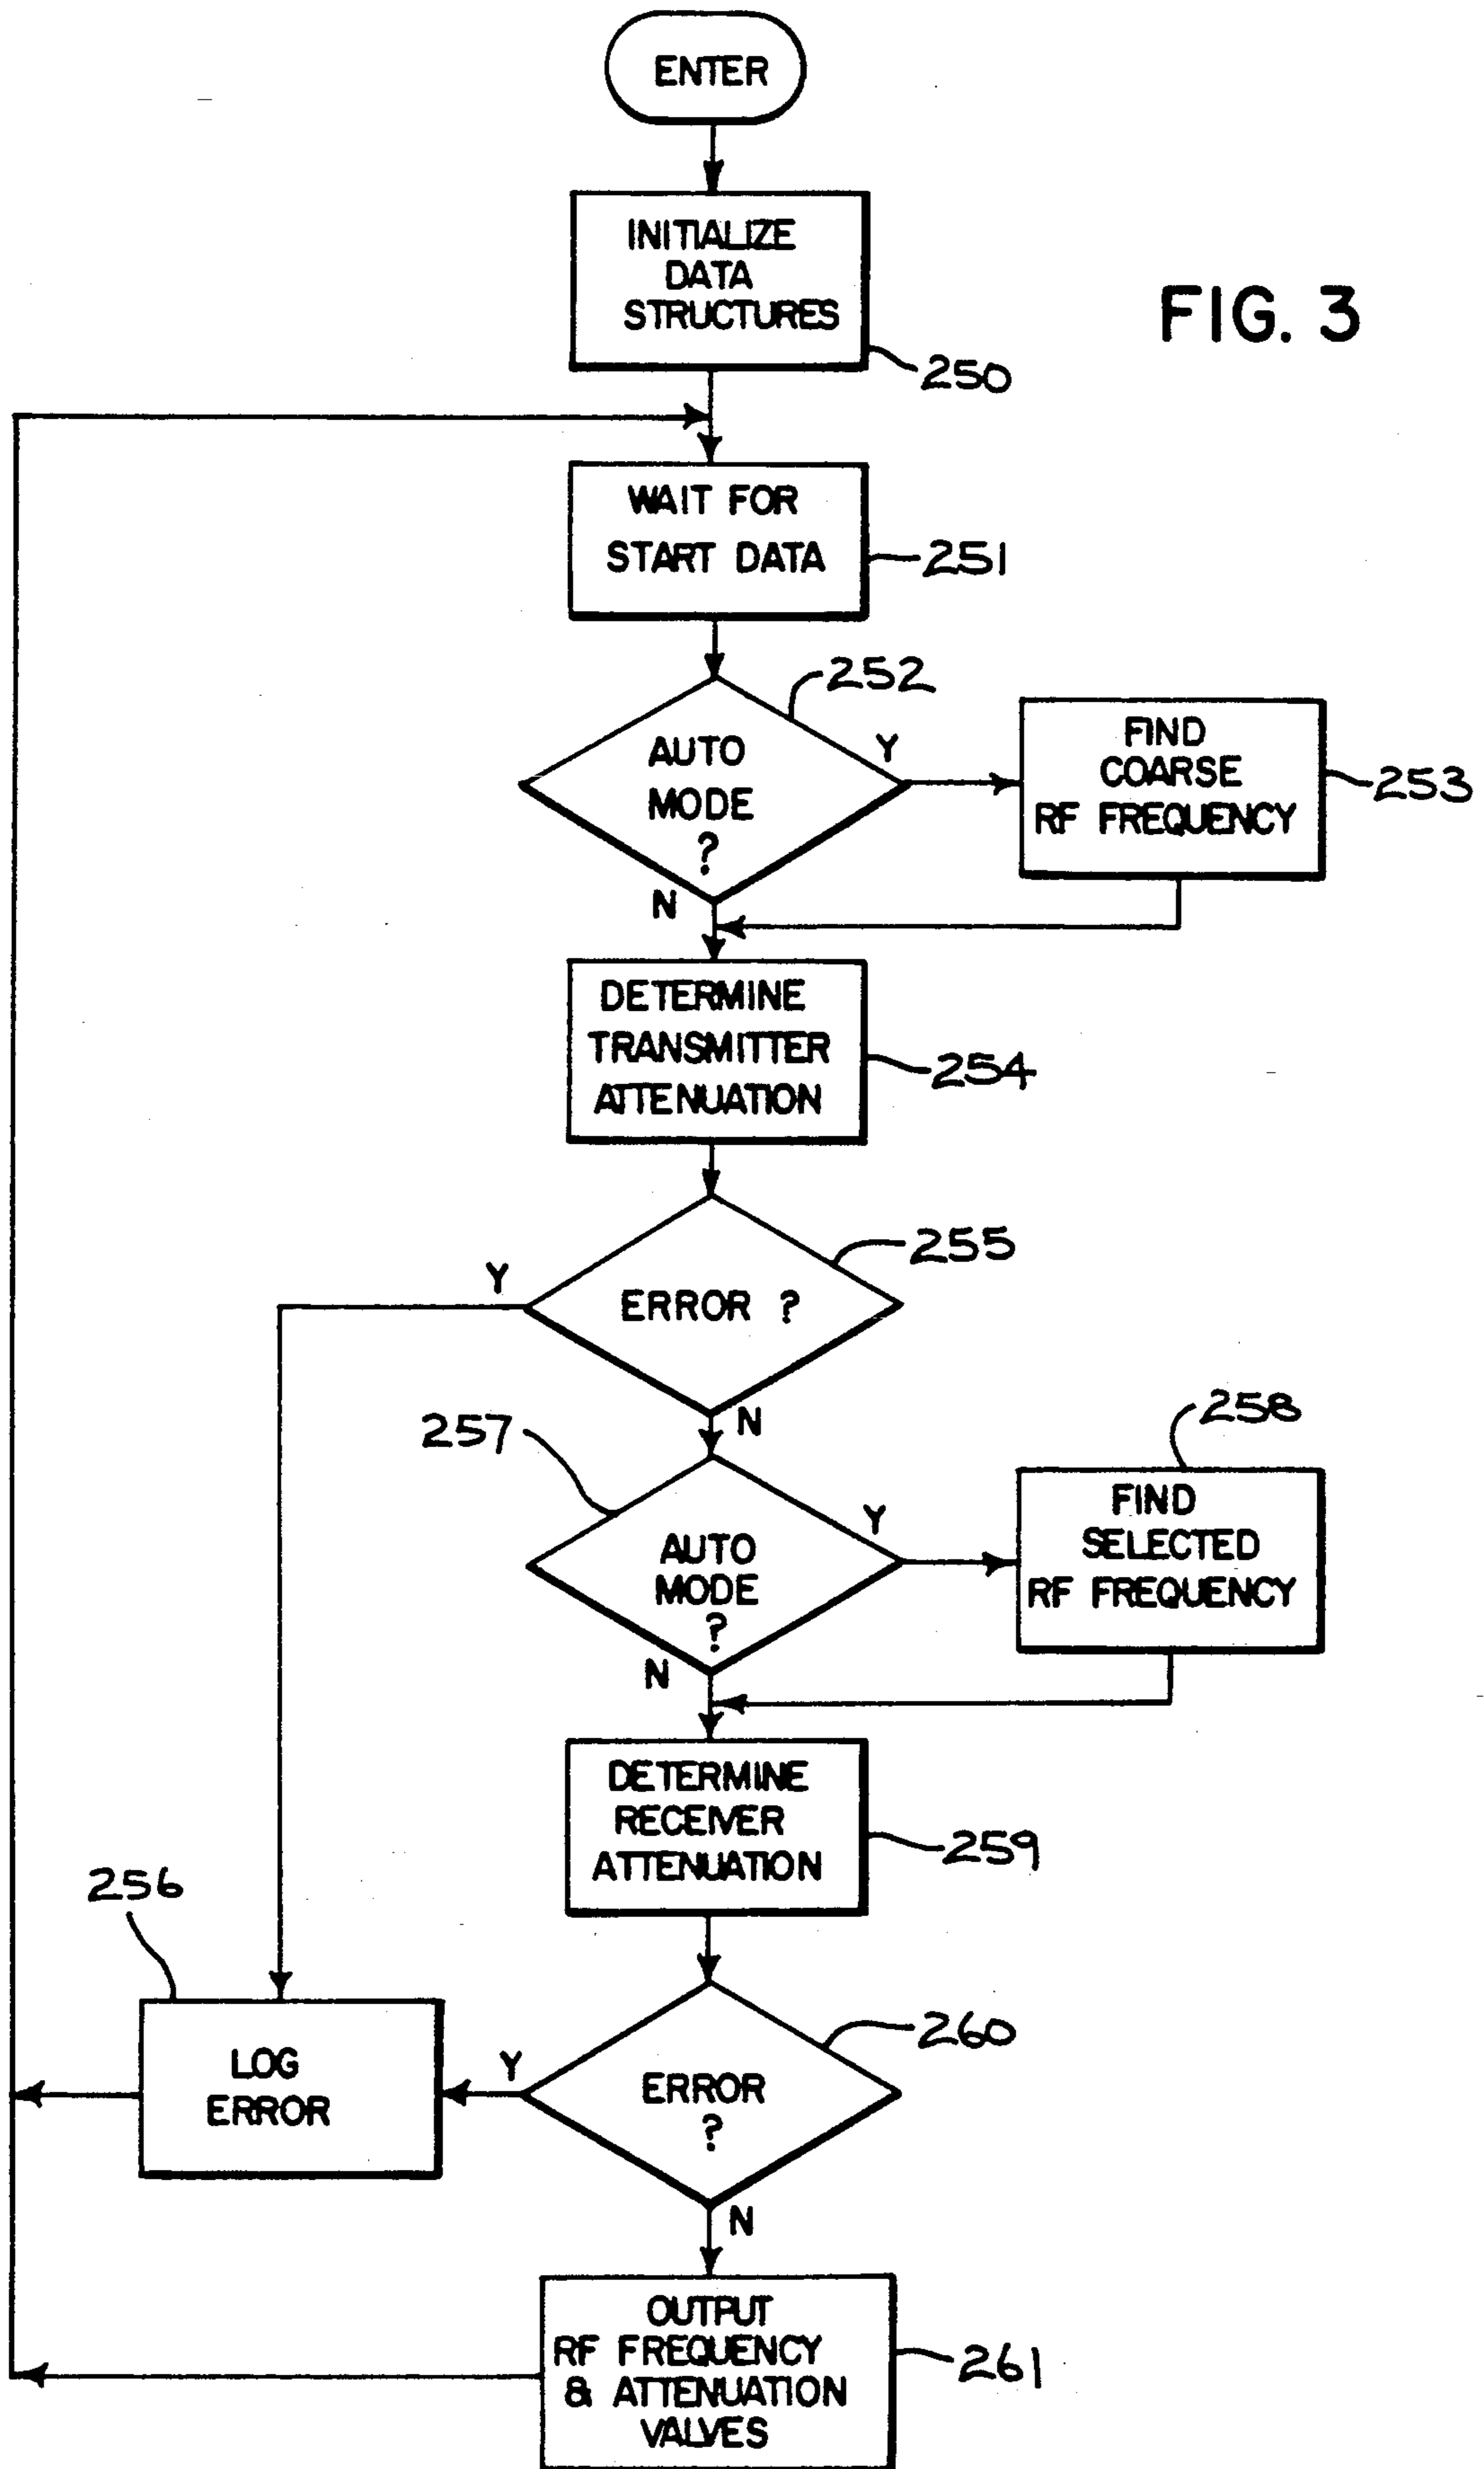 ENTER
INITIALIZE
DATA
STRUCTURES
FIG. 3
250
WAIT FOR
START DATA
251
252
AUTO
MODE
?
Y
N
FIND
COARSE
RF FREQUENCY
253
DETERMINE
TRANSMITTER
ATTENUATION
254
255
Y
ERROR ?
N
257
258
AUTO
MODE
?
Y
N
FIND
SELECTED
RF FREQUENCY
DETERMINE
RECEIVER
ATTENUATION
259
256
260
LOG
ERROR
Y
ERROR
?
N
OUTPUT
RF FREQUENCY
& ATTENUATION
VALVES
261